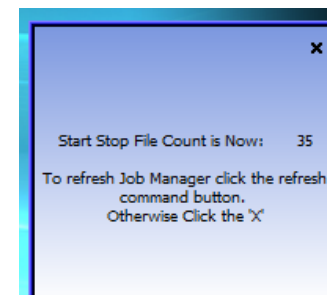 x
Start Stop File Count is Now: 35
To refresh Job Manager click the refresh
command button.
Otherwise Click the 'X'